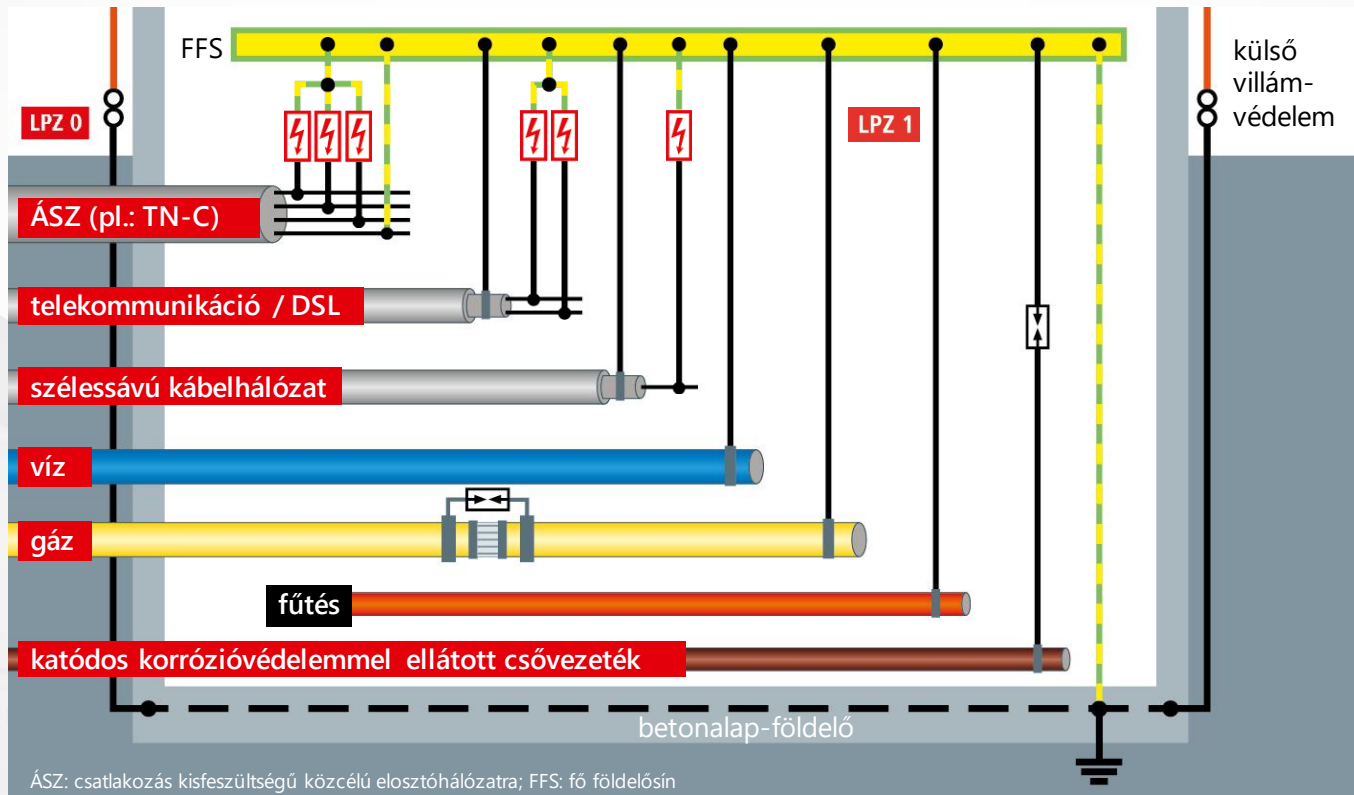 FFS
külső
villám-
védelem
LPZ 0
LPZ 1
ÁSZ (pl.: TN-C)
telekommunikáció / DSL
szélessávú kábelhálózat
víz
gáz
fűtés
katódos korrózióvédelemmel ellátott csővezeték
betonalap-földelő
ÁSZ: csatlakozás kisfeszültségű közcélú elosztóhálózatra; FFS: fő földelősín